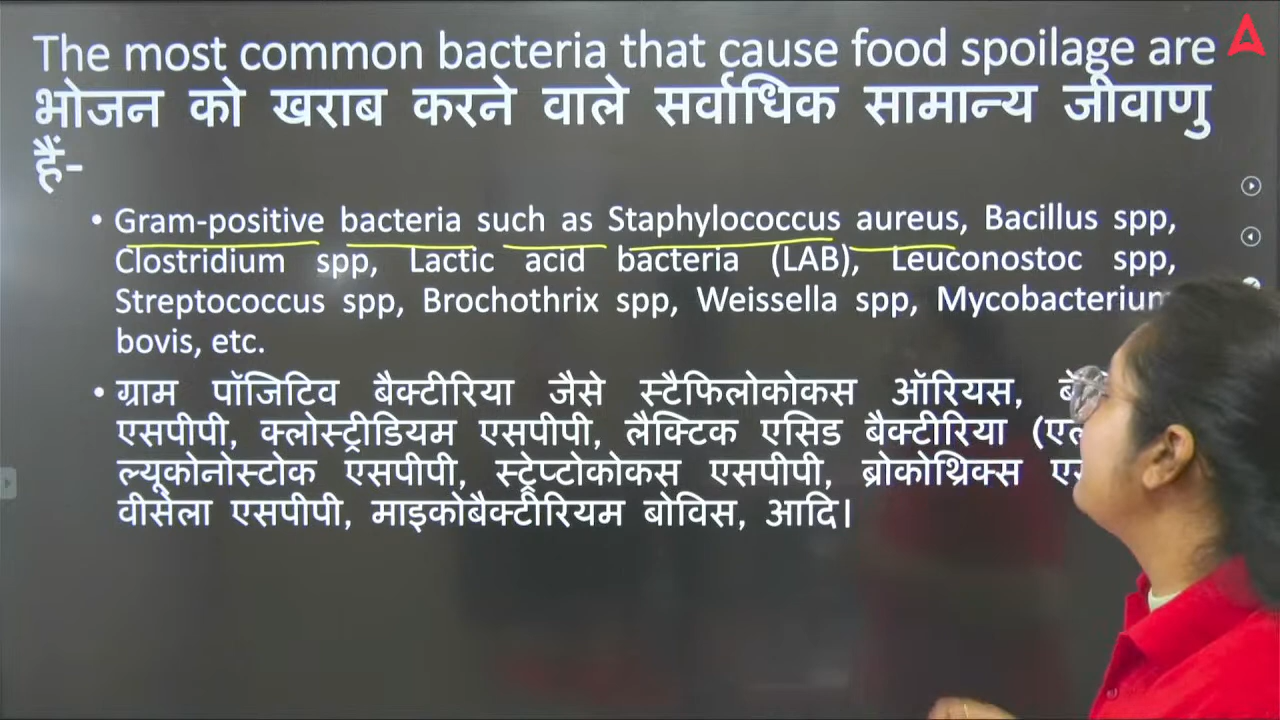 The most common bacteria that cause food spoilage are
भोजन को खराब करने वाले सर्वाधिक सामान्य जीवाणु
हैं-
• Gram-positive bacteria such as Staphylococcus aureus, Bacillus spp,
Clostridium spp, Lactic acid bacteria (LAB), Leuconostoc spp,
Streptococcus spp, Brochothrix spp, Weissella spp, Mycobacterium
bovis, etc.
• ग्राम पॉजिटिव बैक्टीरिया जैसे स्टैफिलोकोकस ऑरियस,
एसपीपी, क्लोस्ट्रीडियम एसपीपी, लैक्टिक एसिड बैक्टीरिया
ल्यूकोनोस्टोक एसपीपी, स्ट्रेप्टोकोकस एसपीपी, ब्रोकोथ्रिक्स
वीसेला एसपीपी, माइकोबैक्टीरियम बोविस, आदि।